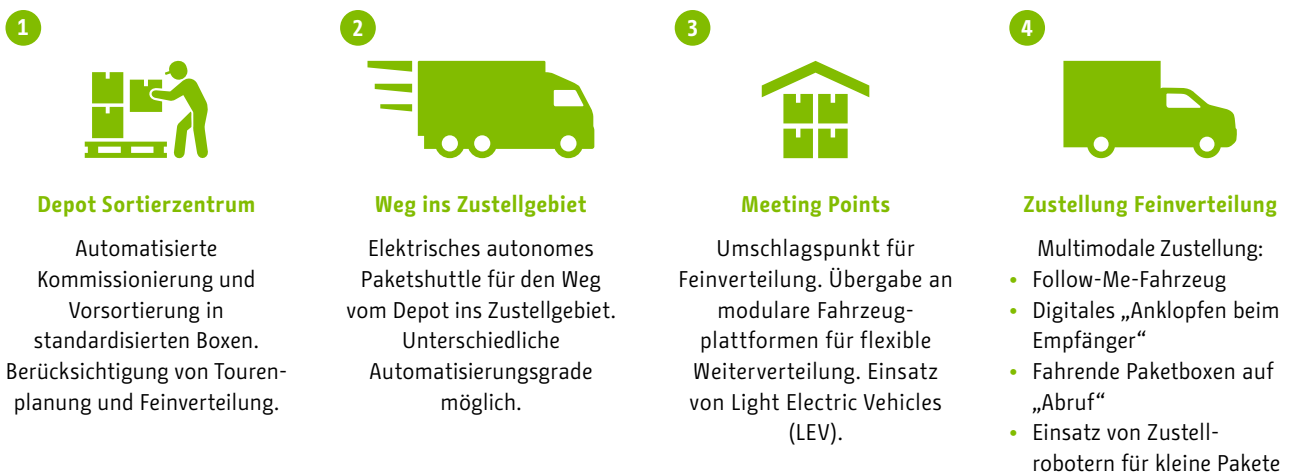 1
Depot Sortierzentrum
Automatisierte
Kommissionierung und
Vorsortierung in
standardisierten Boxen.
Berücksichtigung von Touren-
planung und Feinverteilung.
2
Weg ins Zustellgebiet
Elektrisches autonomes
Paketshuttle für den Weg
vom Depot ins Zustellgebiet.
Unterschiedliche
Automatisierungsgrade
möglich.
3
Meeting Points
Umschlagspunkt für
Feinverteilung. Übergabe an
modulare Fahrzeug-
plattformen für flexible
Weiterverteilung. Einsatz
von Light Electric Vehicles
(LEV).
4
Zustellung Feinverteilung
Multimodale Zustellung:
• Follow-Me-Fahrzeug
• Digitales „Anklopfen beim
Empfänger“
• Fahrende Paketboxen auf
„Abruf“
• Einsatz von Zustell-
robotern für kleine Pakete